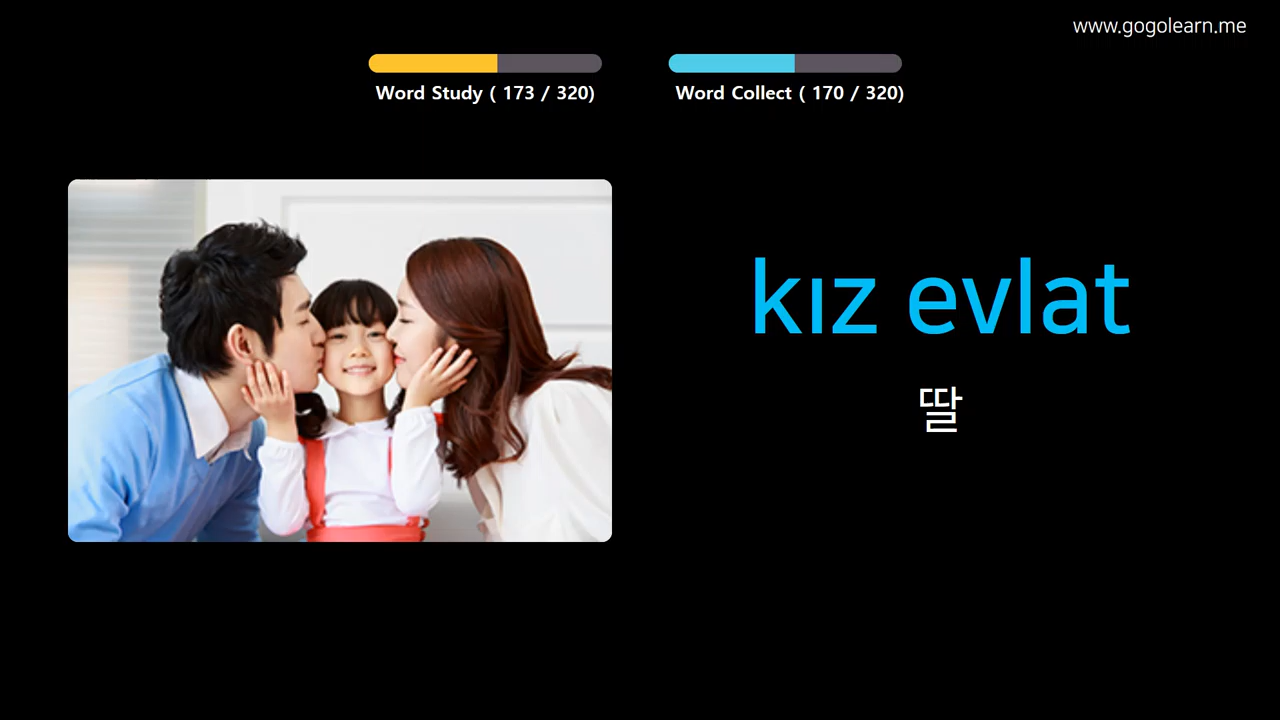 www.gogolearn.me
Word Study ( 173 / 320)
Word Collect ( 170 / 320)
kız evlat
딸